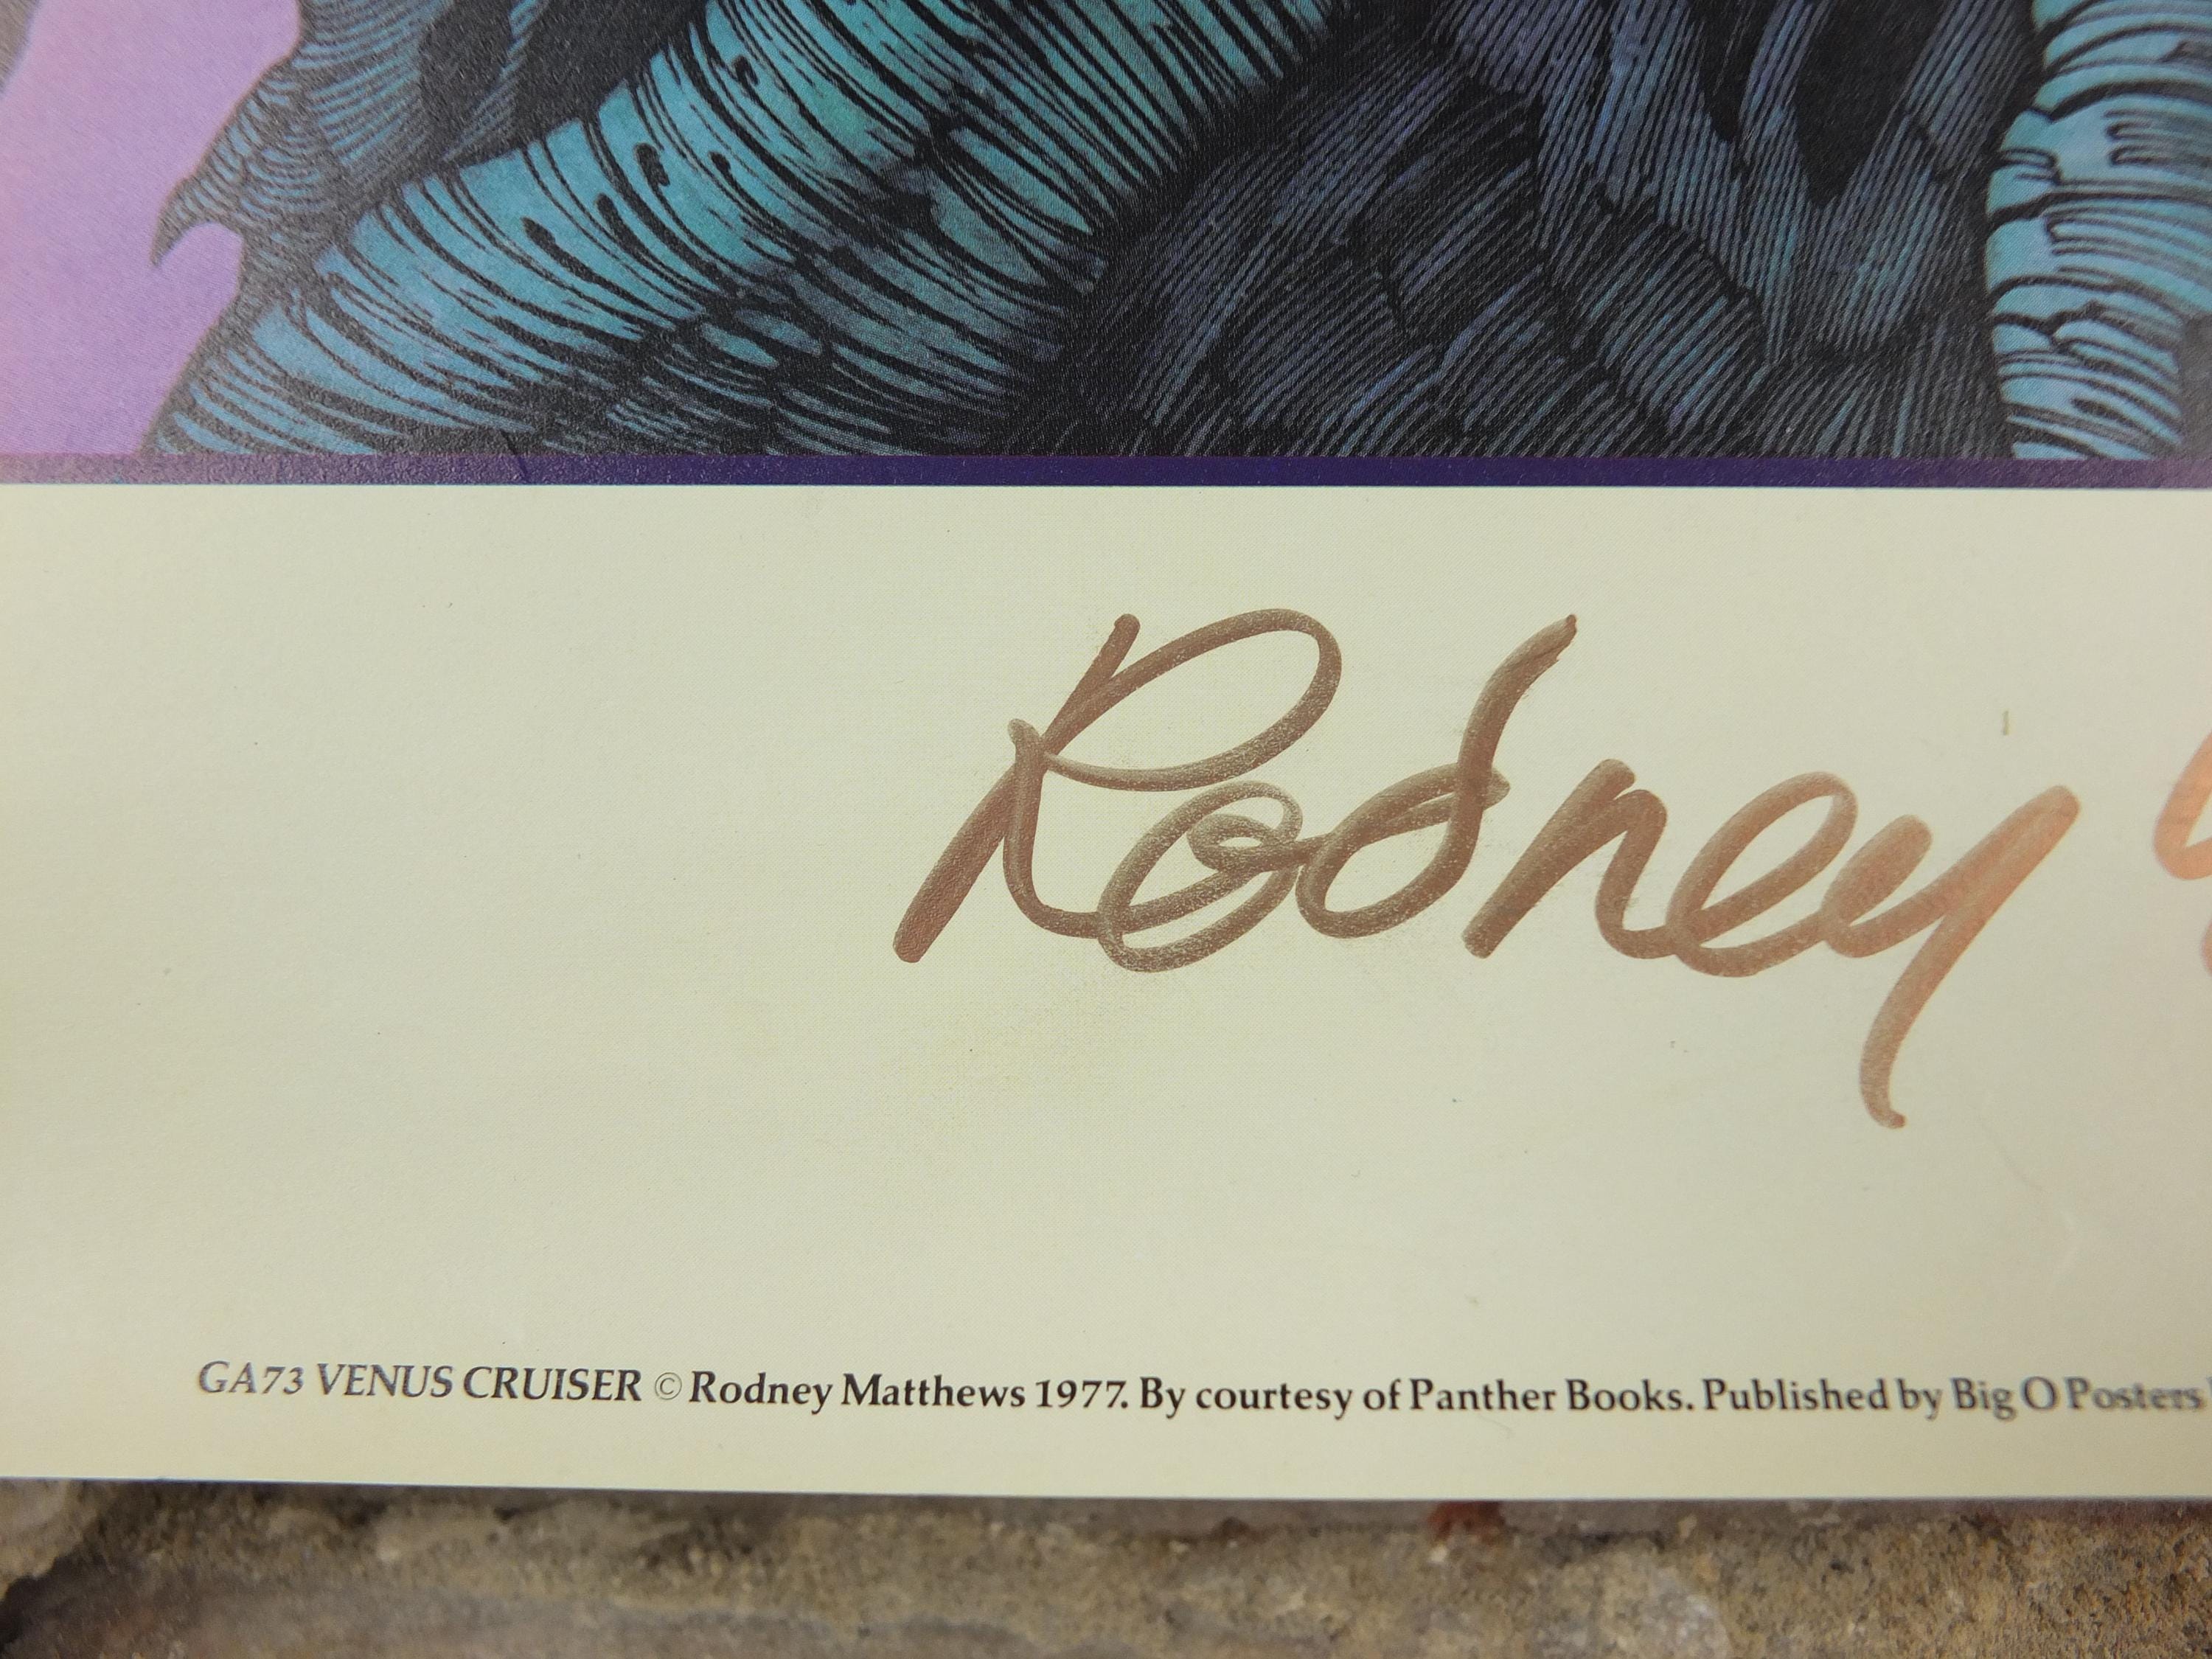 Rodney
GA73 VENUS CRUISER © Rodney Matthews 1977. By courtesy of Panther Books. Published by Big O Posters